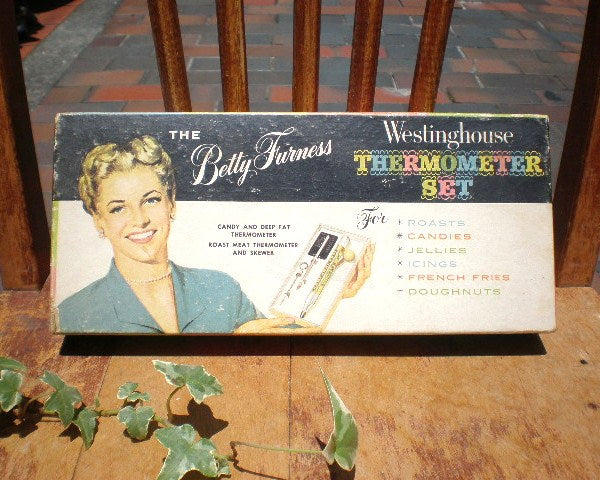 THE
Betty Furness
Westinghouse
THERMOMETER
SET
CANDY AND DEEP FAT
THERMOMETER
ROAST MEAT THERMOMETER
AND SKEWER
For
* ROASTS
* CANDIES
* JELLIES
* ICINGS
* FRENCH FRIES
* DOUGHNUTS